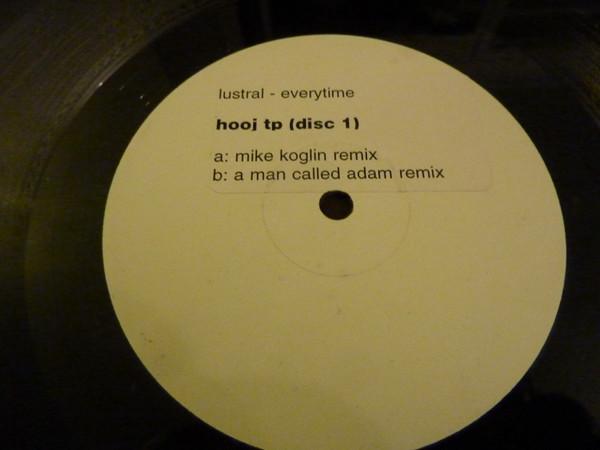 lustral - everytime
hooj tp (disc 1)
a: mike koglin remix
b: a man called adam remix